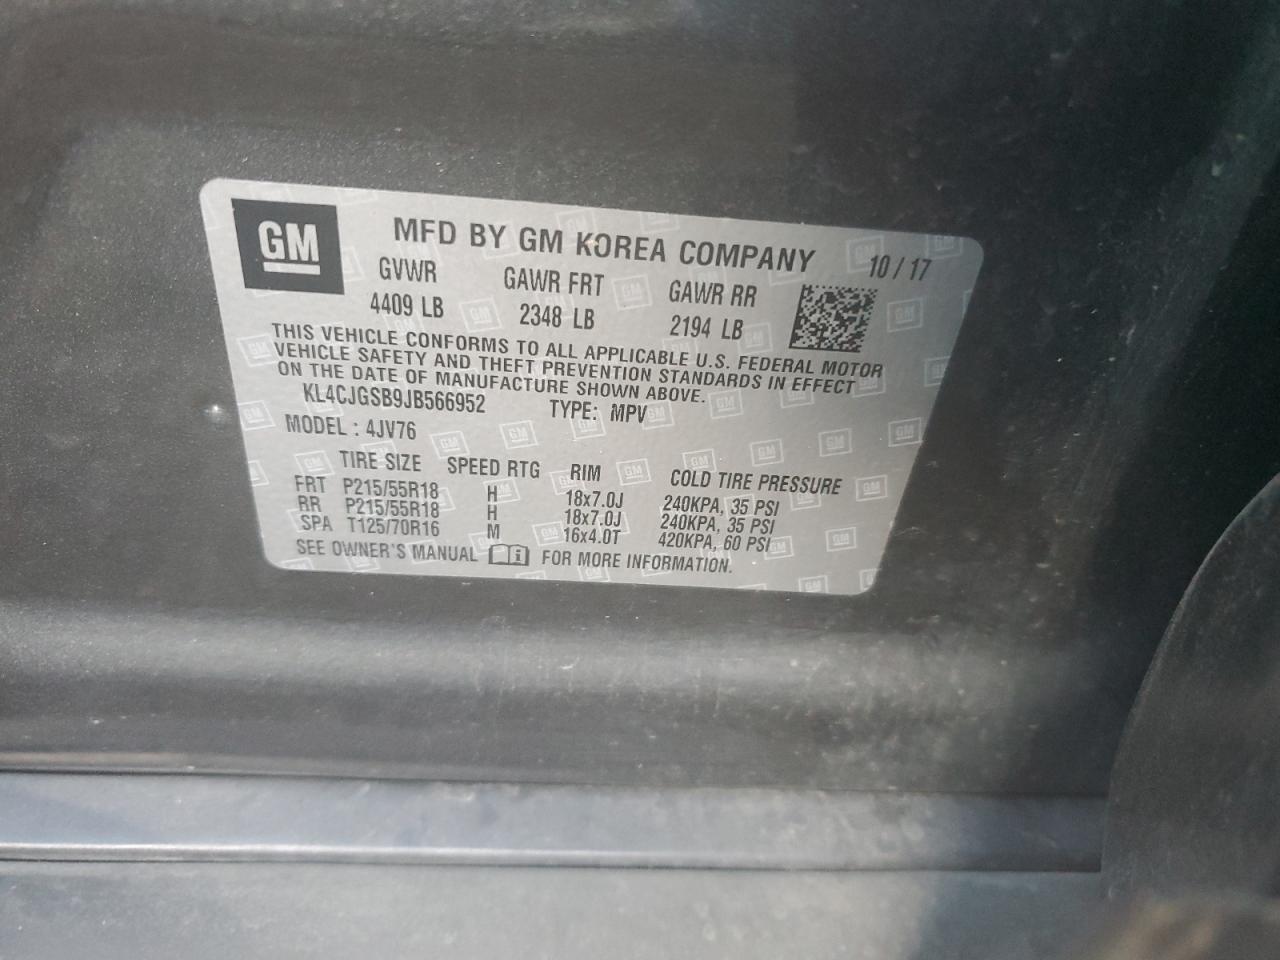 GM
MFD BY GM KOREA COMPANY 10/17
GVWR GAWR FRT GAWR RR
4409 LB 2348 LB 2194 LB
THIS VEHICLE CONFORMS TO ALL APPLICABLE U.S. FEDERAL MOTOR
VEHICLE SAFETY AND THEFT PREVENTION STANDARDS IN EFFECT
ON THE DATE OF MANUFACTURE SHOWN ABOVE.
KL4CJGSB9JB566952 TYPE: MPV
MODEL : 4JV76
TIRE SIZE SPEED RTG RIM COLD TIRE PRESSURE
FRT P215/55R18 H 18x7.0J 240KPA, 35 PSI
RR P215/55R18 H 18x7.0J 240KPA, 35 PSI
SPA T125/70R16 M 16x4.0T 420KPA, 60 PSI
SEE OWNER'S MANUAL i FOR MORE INFORMATION.